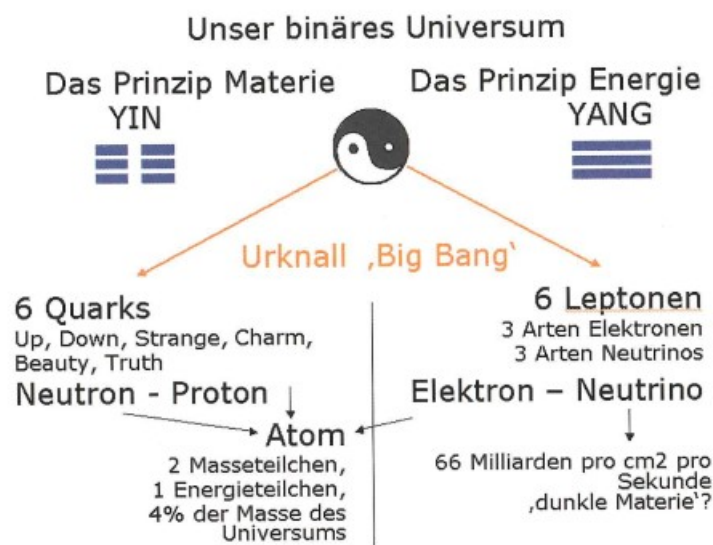 Unser binäres Universum
Das Prinzip Materie
YIN
Das Prinzip Energie
YANG
Urknall ‚Big Bang‘
6 Quarks
Up, Down, Strange, Charm,
Beauty, Truth
Neutron - Proton
6 Leptonen
3 Arten Elektronen
3 Arten Neutrinos
Elektron – Neutrino
Atom
2 Masseteilchen,
1 Energieteilchen,
4% der Masse des
Universums
66 Milliarden pro cm2 pro
Sekunde
‚dunkle Materie‘?